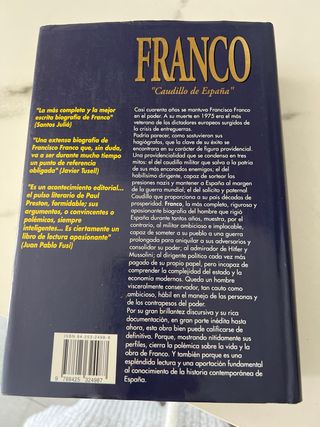 FRANCO
"Caudillo de España"
"La más completa y la mejor
escrita biografía de Franco"
(Santos Juliá)
"Una extensa biografía de
Francisco Franco que, sin duda,
va a ser durante mucho tiempo
un punto de referencia
obligada" (Javier Tusell)
"Es un acontecimiento editorial...
el pulso literario de Paul
Preston, formidable; sus
argumentos, o convincentes o
polémicos, siempre
inteligentes... Es ciertamente un
libro de lectura apasionante"
(Juan Pablo Fusi)
Casi cuarenta años se mantuvo Francisco Franco
en el poder. A su muerte en 1975 era el más
veterano de los dictadores europeos surgidos de
la crisis de entreguerras.
Podría parecer, como sostuvieron sus
hagiógrafos, que la clave de su éxito se
encontrara en su carácter de figura providencial.
Una providencialidad que se condensa en tres
mitos: el del caudillo militar que salva a la patria
de sus más enconados enemigos; el del
habilísimo dirigente, capaz de sortear las
presiones nazis y mantener a España al margen
de la guerra mundial; el del solícito y paternal
Caudillo que proporciona a su país décadas de
prosperidad. Franco, la más completa, rigurosa y
apasionante biografía del hombre que rigió
España durante tantos años, muestra, por el
contrario, al militar ambicioso e implacable,
capaz de someter a su pueblo a una guerra
prolongada para aniquilar a sus adversarios y
consolidar su poder; al admirador de Hitler y
Mussolini; al dirigente político cada vez más
pagado de su propio papel, pero incapaz de
comprender la complejidad del estado y la
economía modernos. Queda un hombre
visceralmente conservador, tan cauto como
ambicioso, hábil en el manejo de las personas y
de los contrapesos del poder.
Por su gran brillantez discursiva y su rica
documentación, en gran parte inédita hasta
ahora, esta obra bien puede calificarse de
definitiva. Porque, mostrando nítidamente sus
perfiles, cierra la polémica sobre la vida y la
obra de Franco. Y también porque es una
espléndida lectura y una aportación fundamental
al conocimiento de la historia contemporánea de
España.
ISBN 84-253-2498-6
9 788425 324987